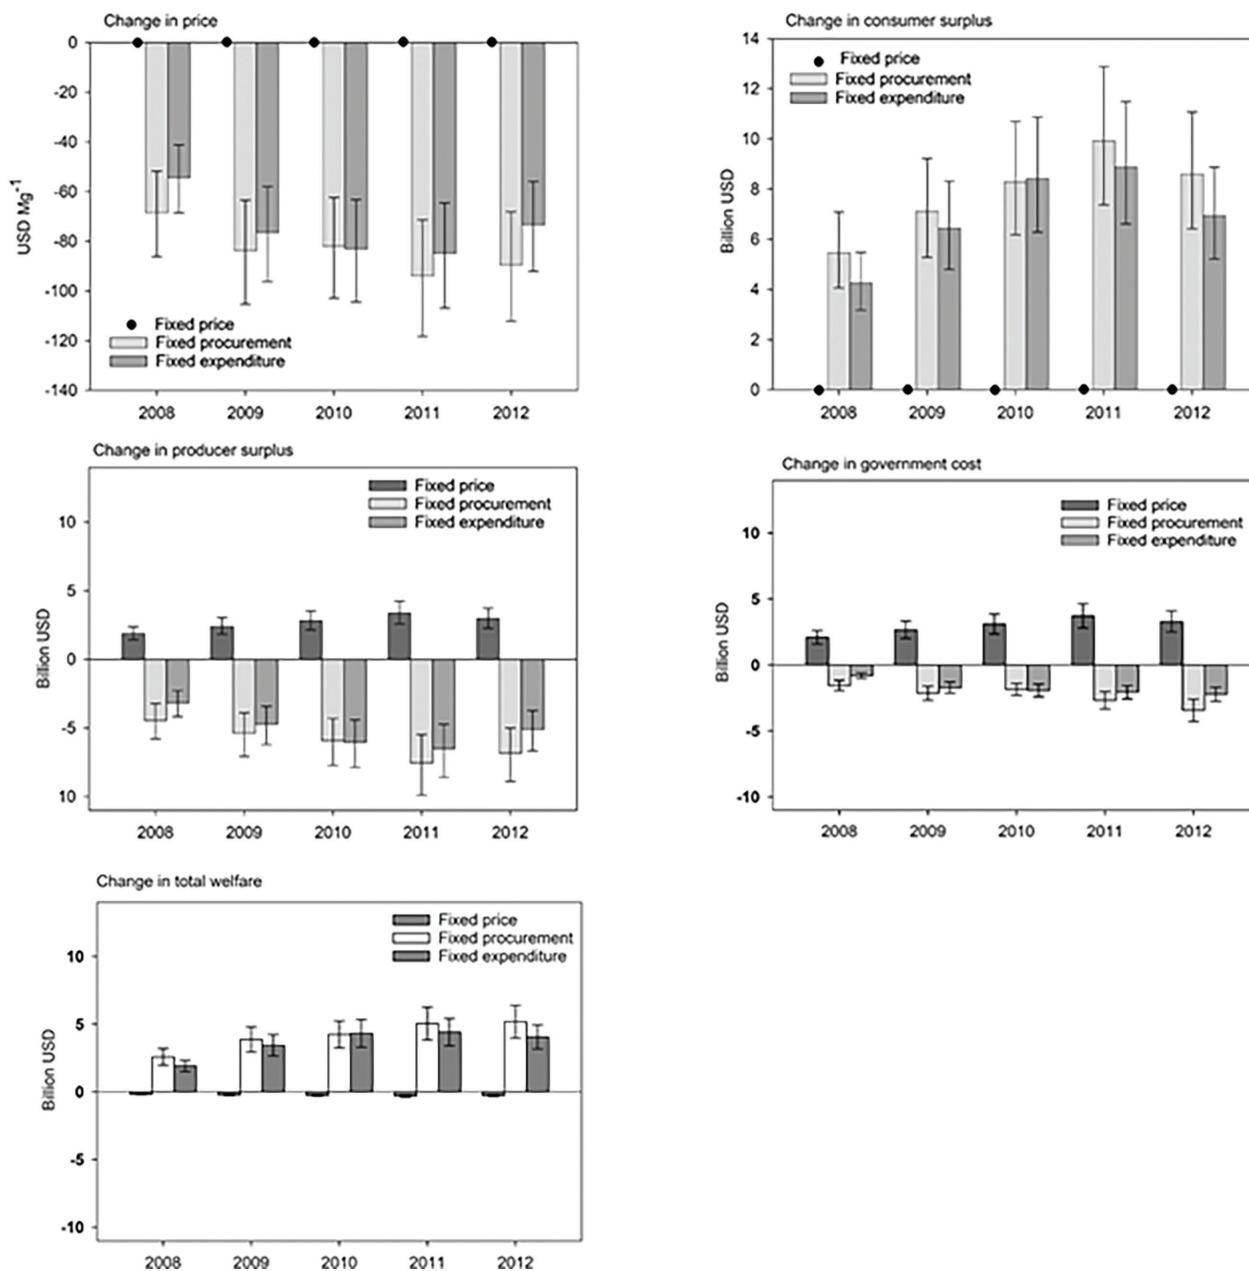 Change in price
0
-20
-40
-60
-80
-100
-120
-140
USD Mg-1
Fixed price
Fixed procurement
Fixed expenditure
2008 2009 2010 2011 2012
Change in consumer surplus
14
12
10
8
6
4
2
0
Billion USD
Fixed price
Fixed procurement
Fixed expenditure
2008 2009 2010 2011 2012
Change in producer surplus
10
5
0
-5
10
Billion USD
Fixed price
Fixed procurement
Fixed expenditure
2008 2009 2010 2011 2012
Change in government cost
10
5
0
-5
-10
Billion USD
Fixed price
Fixed procurement
Fixed expenditure
2008 2009 2010 2011 2012
Change in total welfare
10
5
0
-5
-10
Billion USD
Fixed price
Fixed procurement
Fixed expenditure
2008 2009 2010 2011 2012